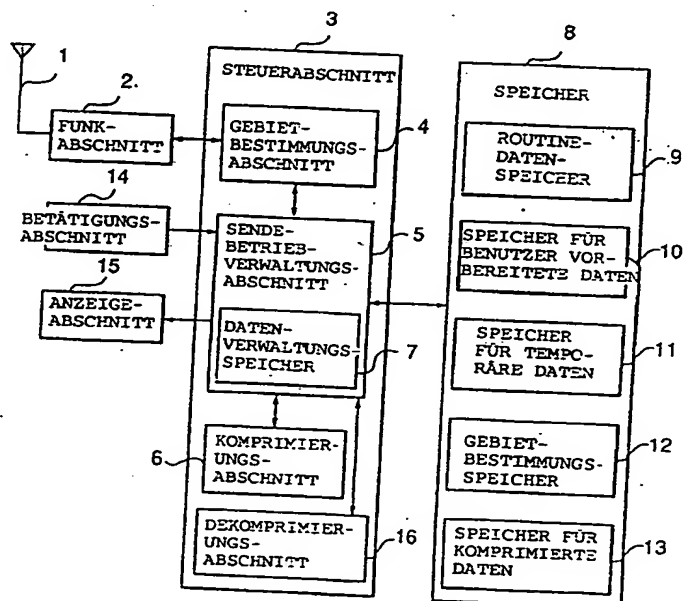 3
8
1
STEUERABSCHNITT
SPEICHER
2.
FUNK-
ABSCHNITT
GEBIET-
BESTIMMUNGS-
ABSCHNITT
4
ROUTINE-
DATEN-
SPEICEER
9
14
BETÄTIGUNGS-
ABSCHNITT
SENDE-
BETRIEB-
VERWALTUNGS-
ABSCHNITT
5
SPEICHER FÜR
BENUTZER VOR-
BEREITETE DATEN
10
15
ANZEIGE-
ABSCHNITT
DATEN-
VERWALTUNGS-
SPEICHER
7
SPEICHER
FÜR TEMPO-
RÄRE DATEN
11
KOMPRIMIER-
UNGS-
ABSCHNITT
6
GEBIET-
BESTIMMUNGS-
SPEICHER
12
DEKOMPRIMIER-
UNGS-
ABSCHNITT
16
SPEICHER FÜR
KOMPRIMIERTE
DATEN
13